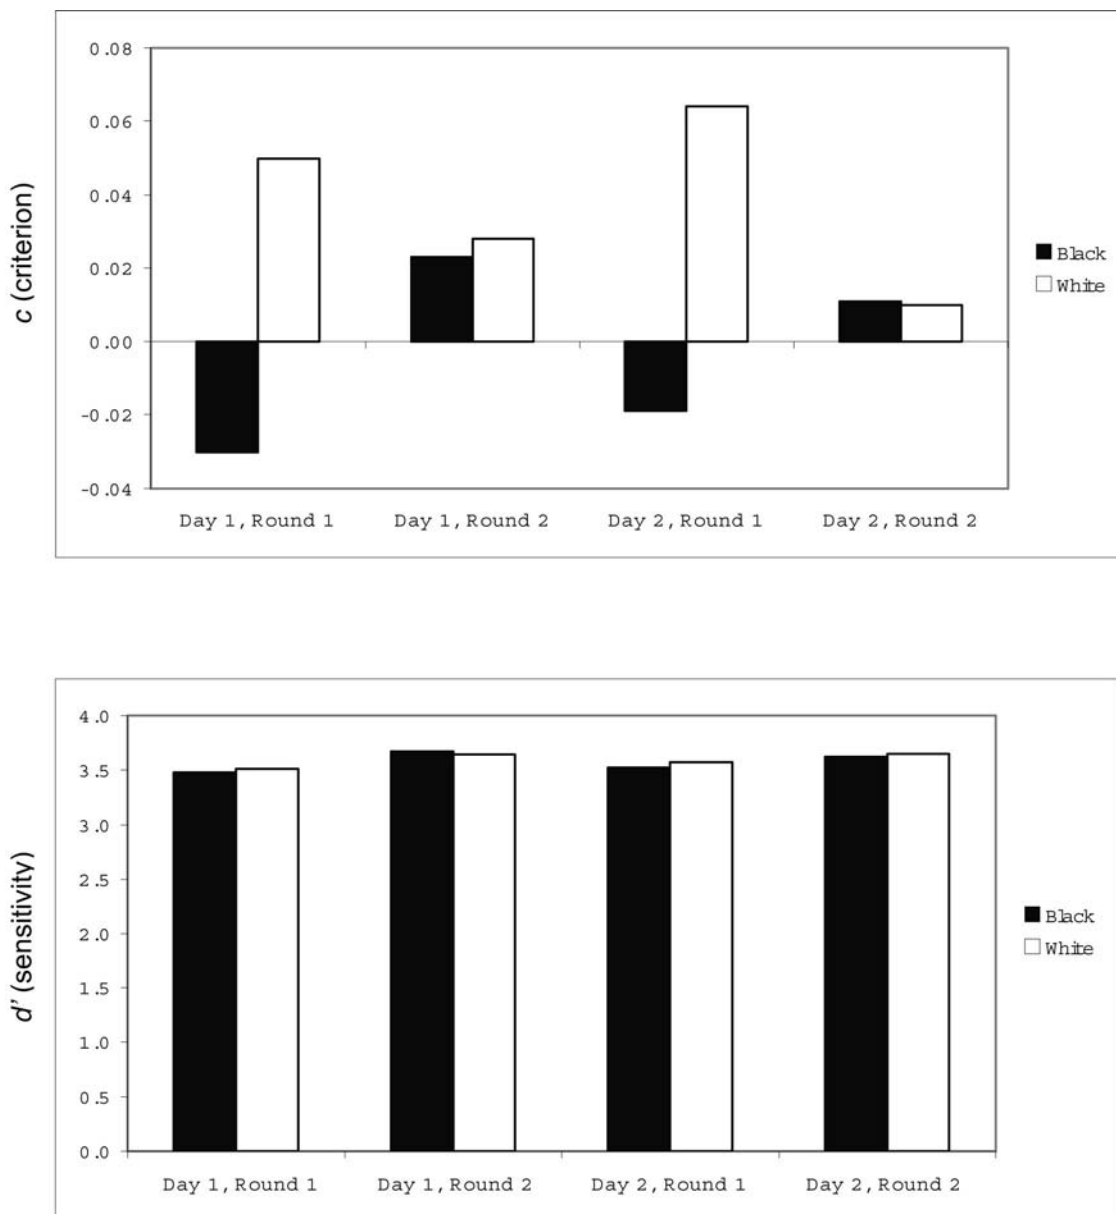 c (criterion)
0.08
0.06
0.04
0.02
0.00
-0.02
-0.04
Day 1, Round 1
Day 1, Round 2
Day 2, Round 1
Day 2, Round 2
Black
White
d’ (sensitivity)
4.0
3.5
3.0
2.5
2.0
1.5
1.0
0.5
0.0
Day 1, Round 1
Day 1, Round 2
Day 2, Round 1
Day 2, Round 2
Black
White